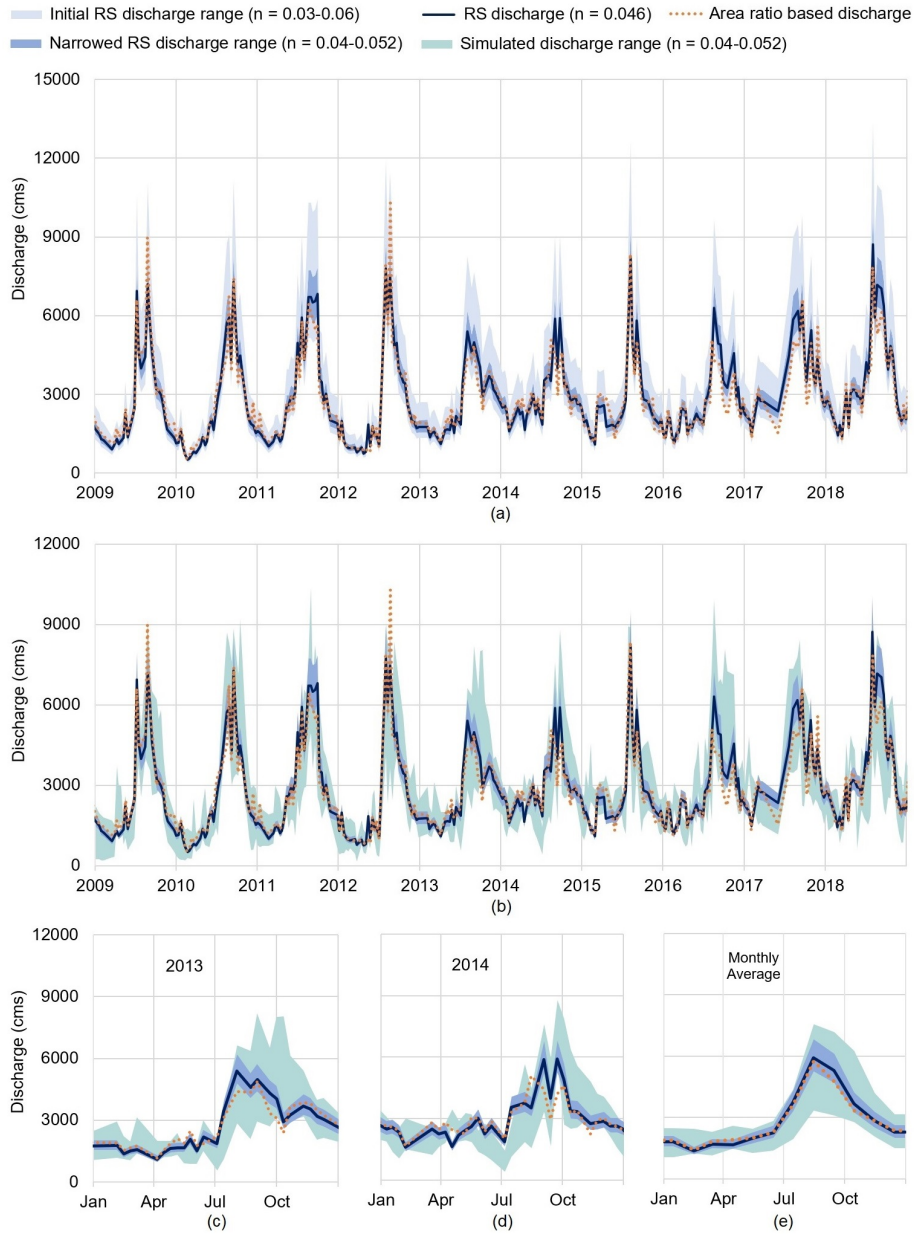 Initial RS discharge range (n = 0.03-0.06) RS discharge (n = 0.046) Area ratio based discharge
Narrowed RS discharge range (n = 0.04-0.052) Simulated discharge range (n = 0.04-0.052)
Discharge (cms)
15000
12000
9000
6000
3000
0
2009 2010 2011 2012 2013 2014 2015 2016 2017 2018
(a)
Discharge (cms)
12000
9000
6000
3000
0
2009 2010 2011 2012 2013 2014 2015 2016 2017 2018
(b)
Discharge (cms)
12000
9000
6000
3000
0
2013
Jan Apr Jul Oct
(c)
2014
Jan Apr Jul Oct
(d)
Monthly
Average
Jan Apr Jul Oct
(e)